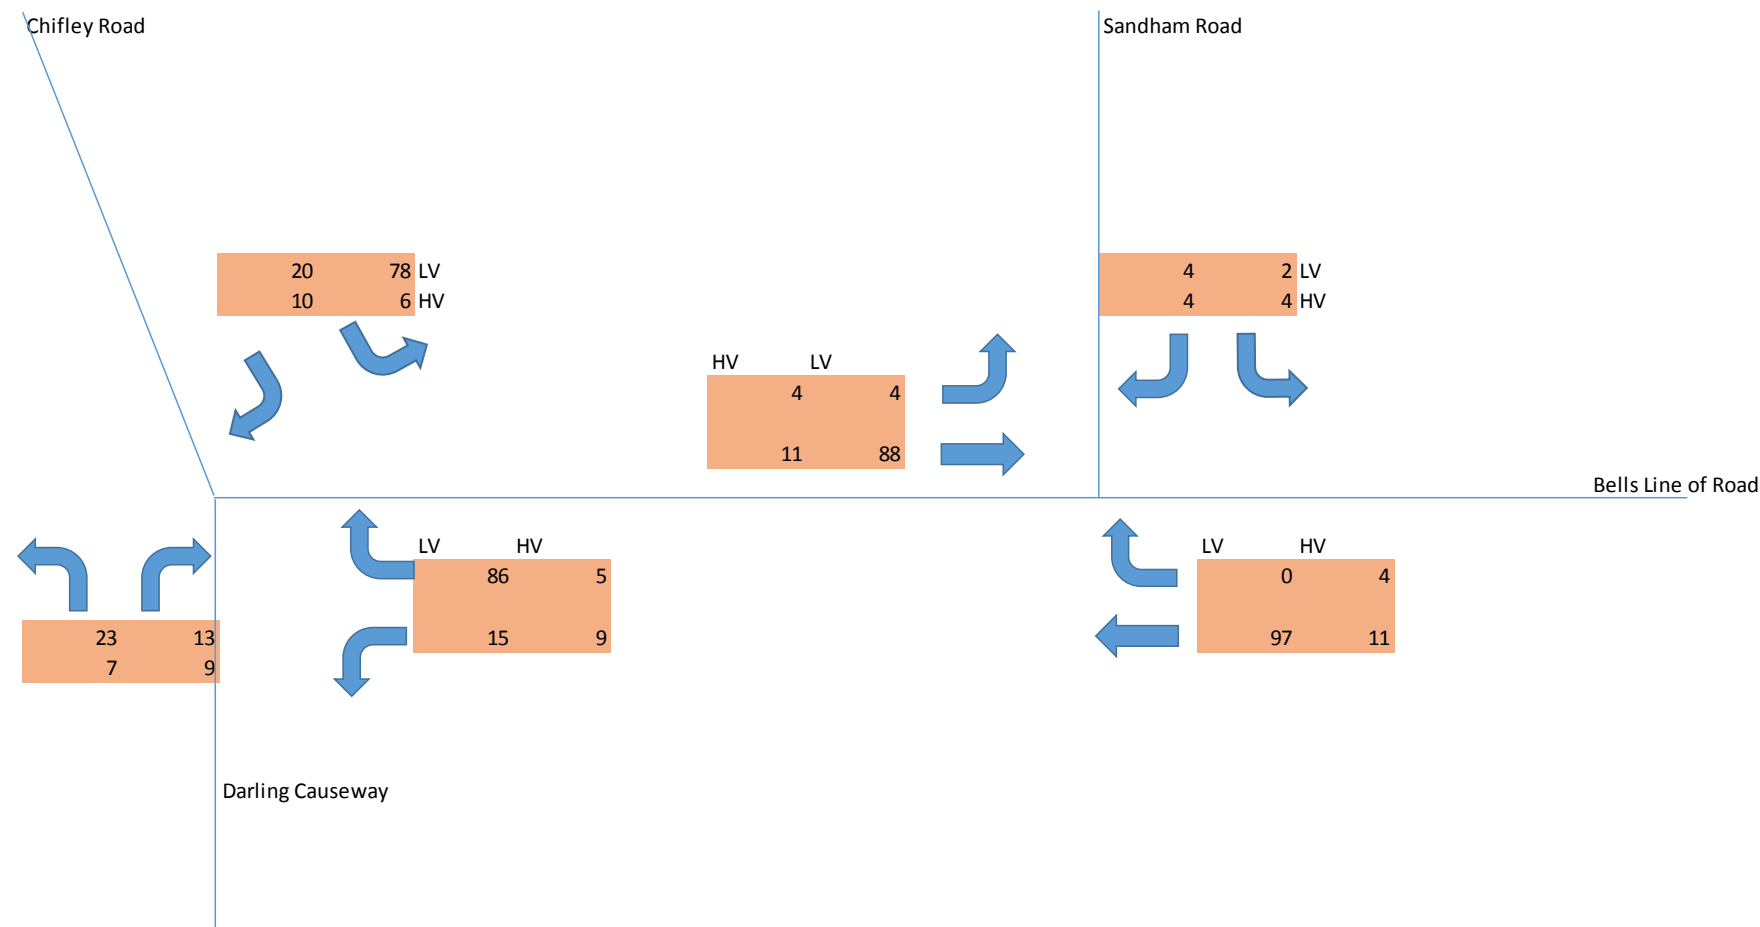 Chifley Road
Sandham Road
20 78 LV
10 6 HV
4 2 LV
4 4 HV
HV LV
4 4
11 88
Bells Line of Road
LV HV
86 5
15 9
LV HV
0 4
97 11
23 13
7 9
Darling Causeway